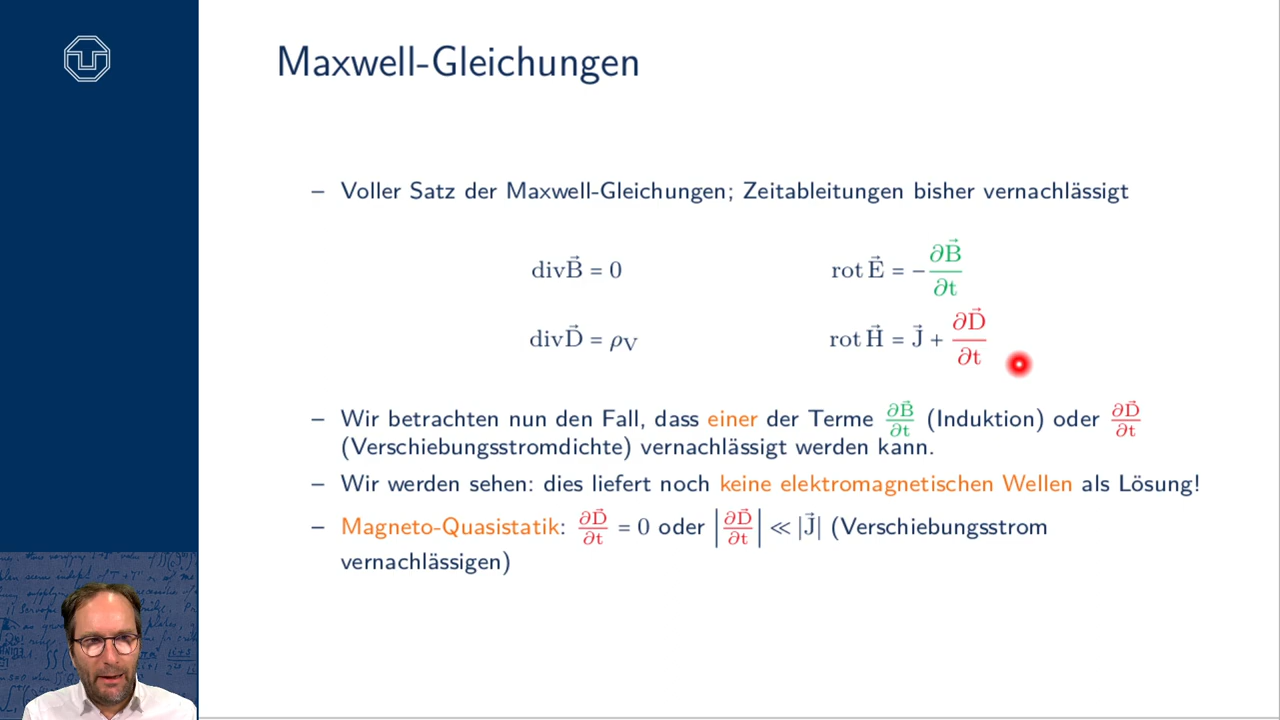 Maxwell-Gleichungen
– Voller Satz der Maxwell-Gleichungen; Zeitableitungen bisher vernachlässigt
div B⃗ = 0
rot E⃗ = − ∂B⃗/∂t
div D⃗ = ρV
rot H⃗ = J⃗ + ∂D⃗/∂t
– Wir betrachten nun den Fall, dass einer der Terme ∂B⃗/∂t (Induktion) oder ∂D⃗/∂t
(Verschiebungsstromdichte) vernachlässigt werden kann.
– Wir werden sehen: dies liefert noch keine elektromagnetischen Wellen als Lösung!
– Magneto-Quasistatik: ∂D⃗/∂t = 0 oder |∂D⃗/∂t| ≪ |J⃗| (Verschiebungsstrom
vernachlässigen)